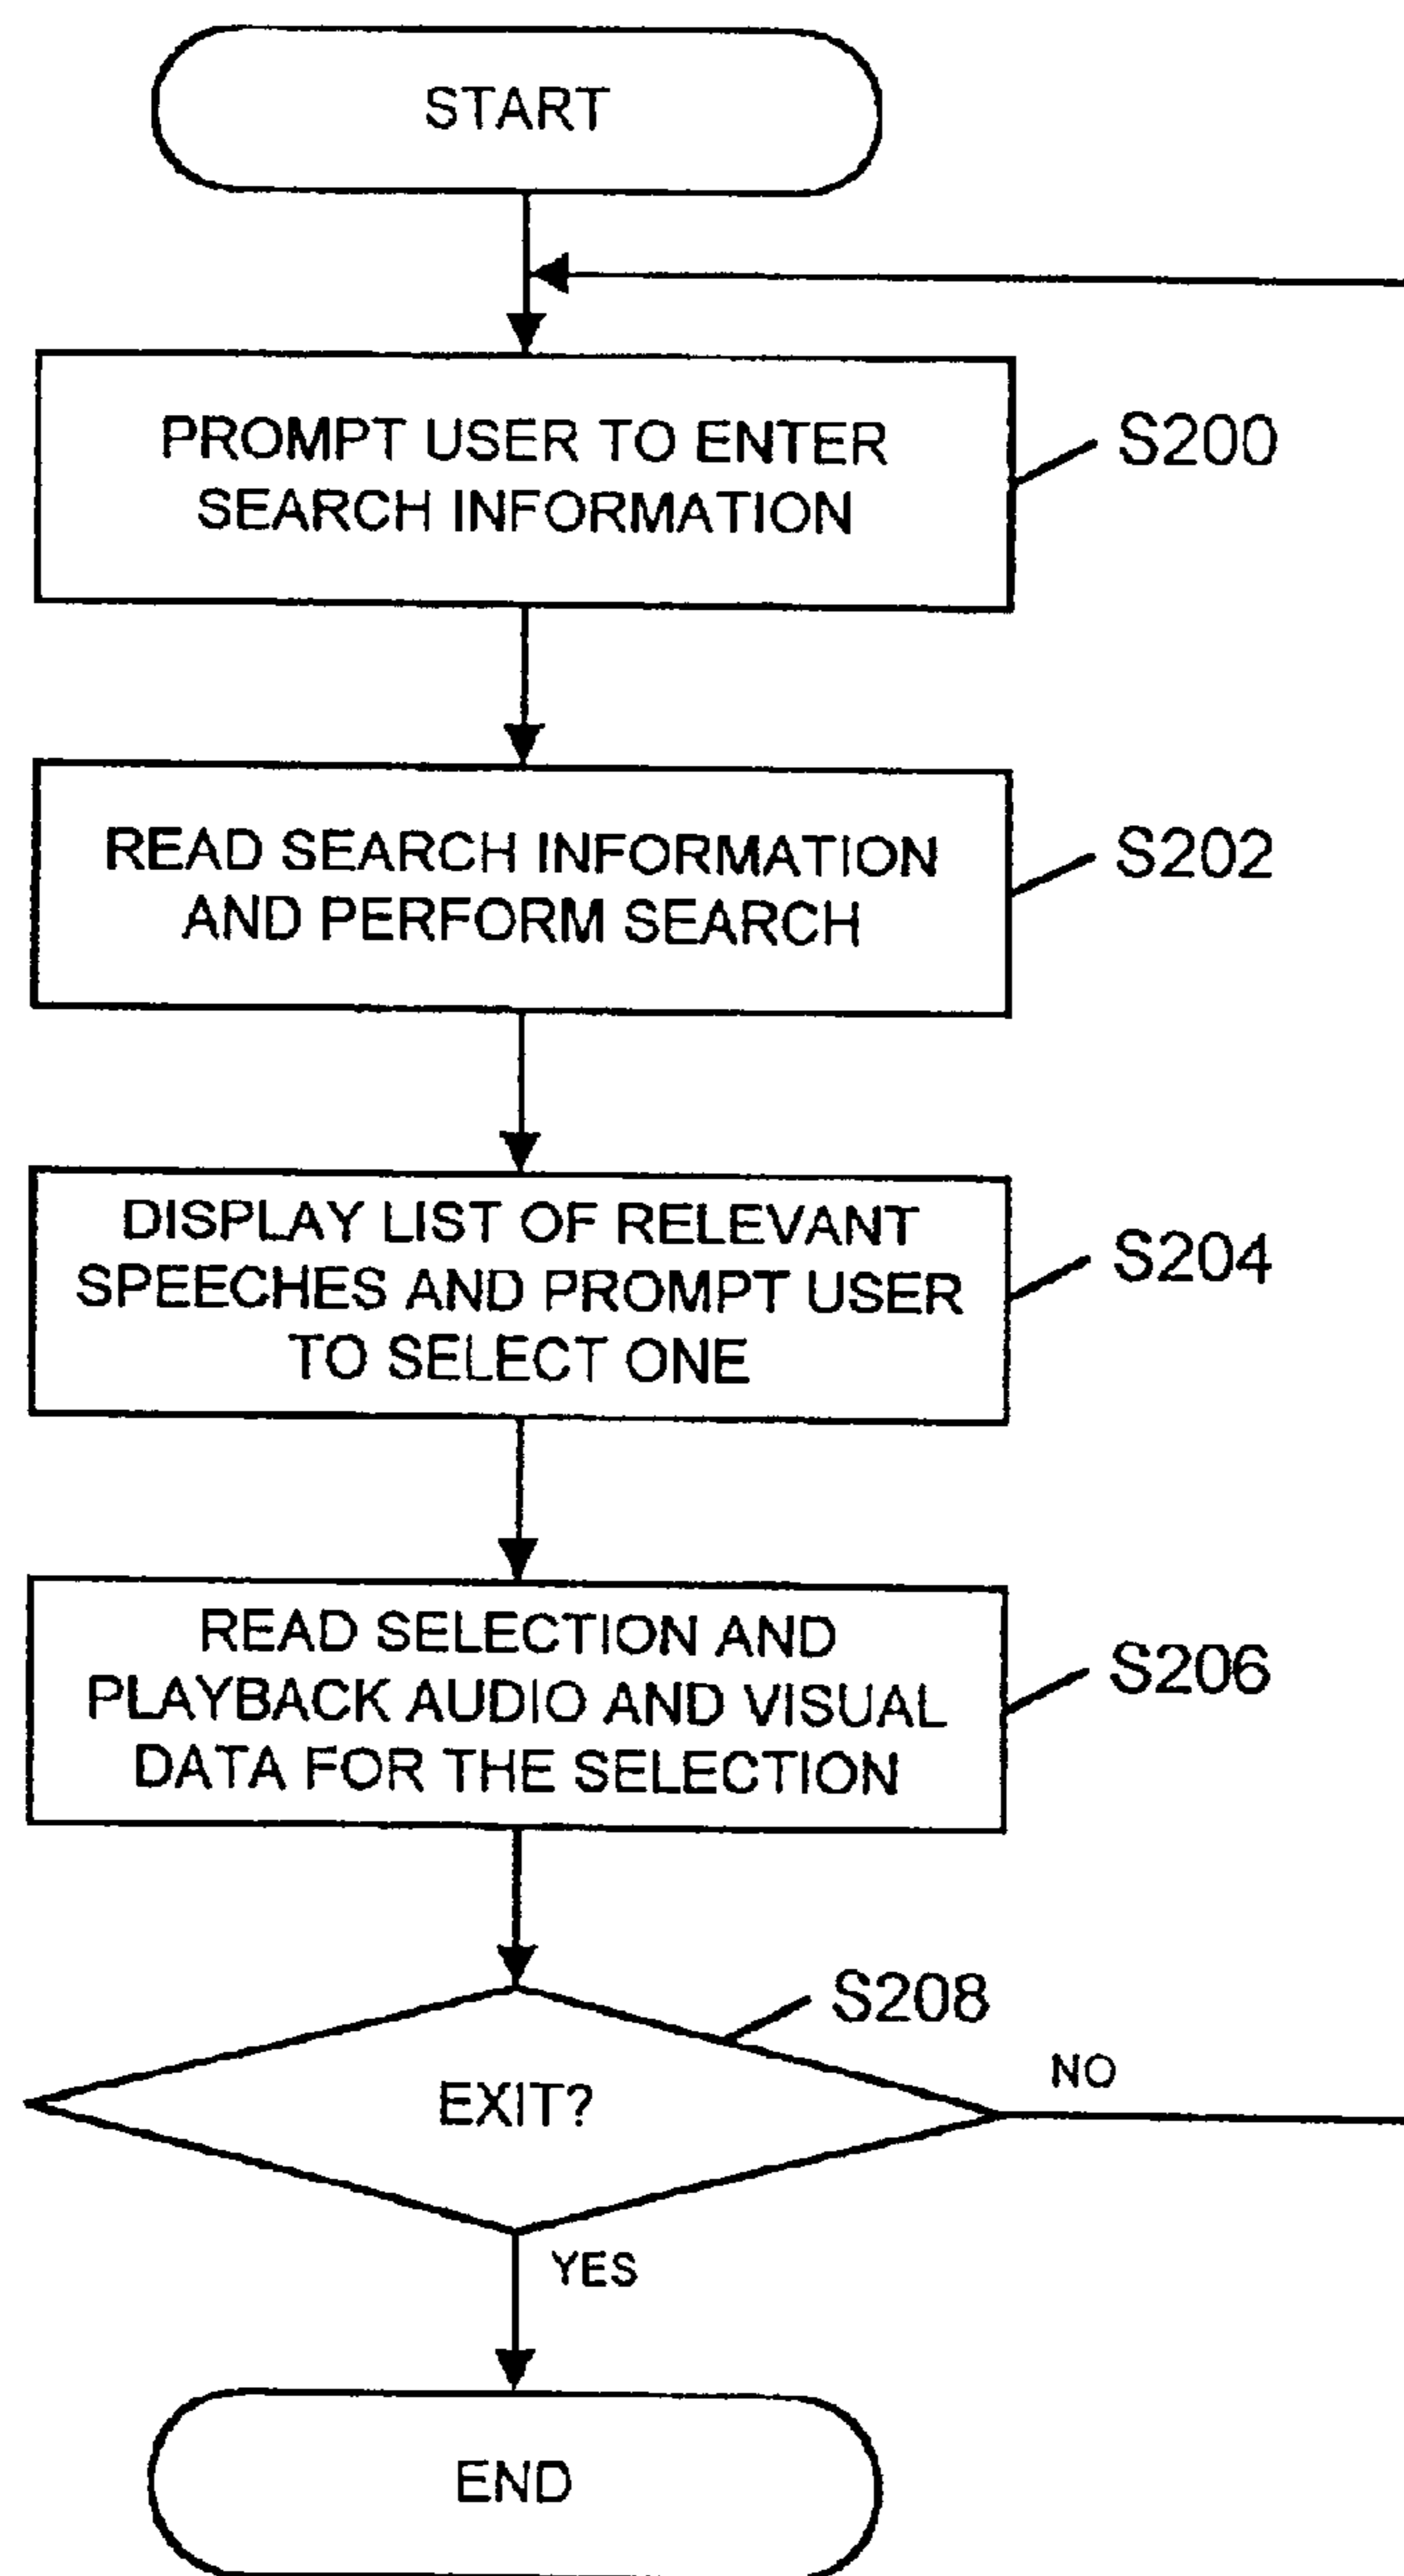 START
PROMPT USER TO ENTER
SEARCH INFORMATION
S200
READ SEARCH INFORMATION
AND PERFORM SEARCH
S202
DISPLAY LIST OF RELEVANT
SPEECHES AND PROMPT USER
TO SELECT ONE
S204
READ SELECTION AND
PLAYBACK AUDIO AND VISUAL
DATA FOR THE SELECTION
S206
S208
EXIT?
NO
YES
END